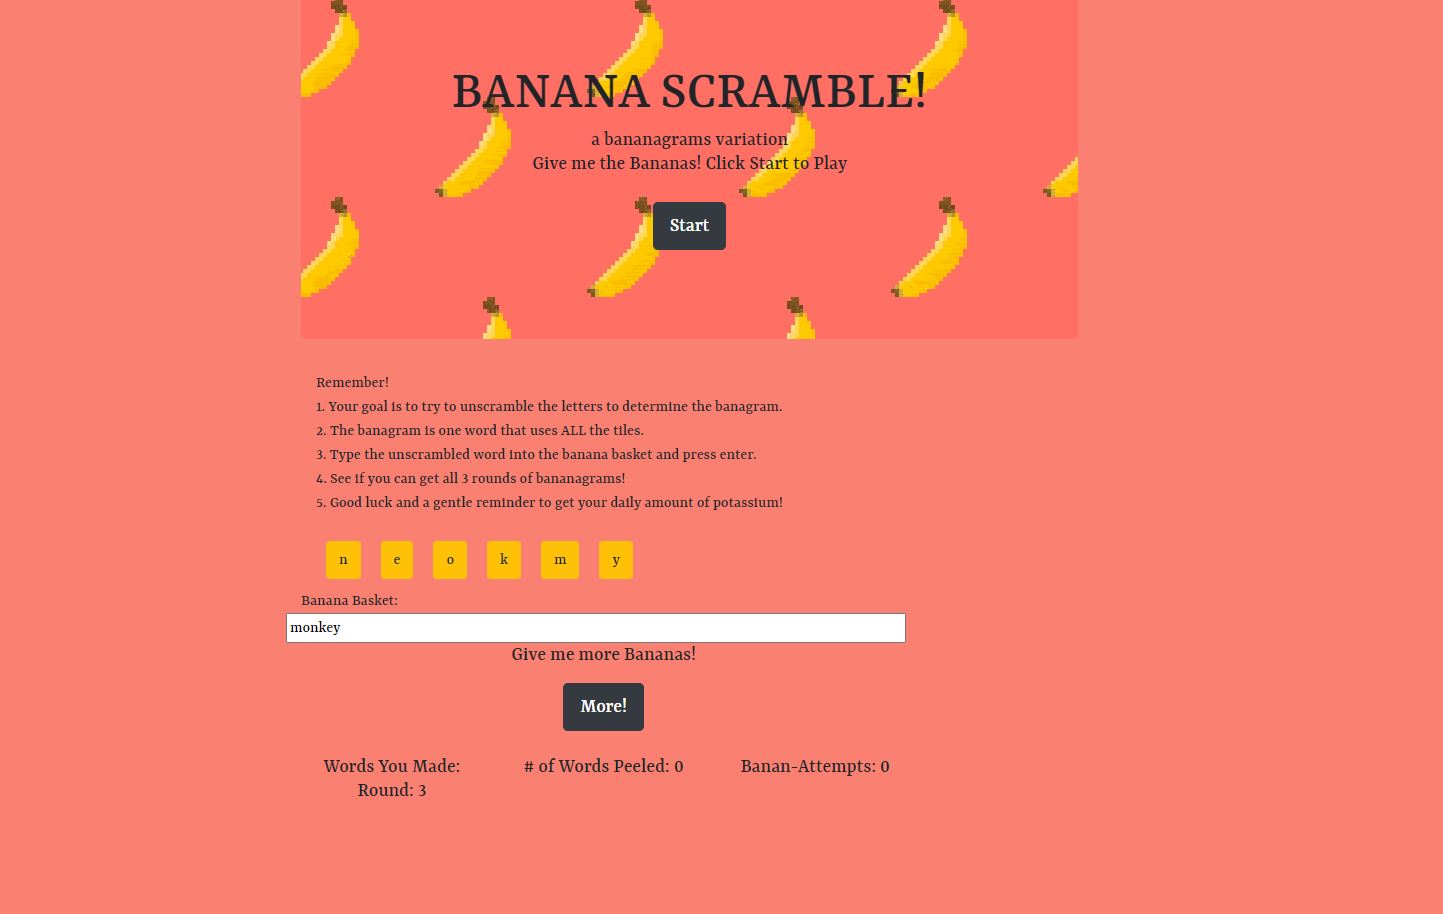 BANANA SCRAMBLE!
a bananagrams variation
Give me the Bananas! Click Start to Play
Start
Remember!
1. Your goal is to try to unscramble the letters to determine the banagram.
2. The banagram is one word that uses ALL the tiles.
3. Type the unscrambled word into the banana basket and press enter.
4. See if you can get all 3 rounds of bananagrams!
5. Good luck and a gentle reminder to get your daily amount of potassium!
n e o k m y
Banana Basket:
monkey
Give me more Bananas!
More!
Words You Made: # of Words Peeled: 0 Banan-Attempts: 0
Round: 3